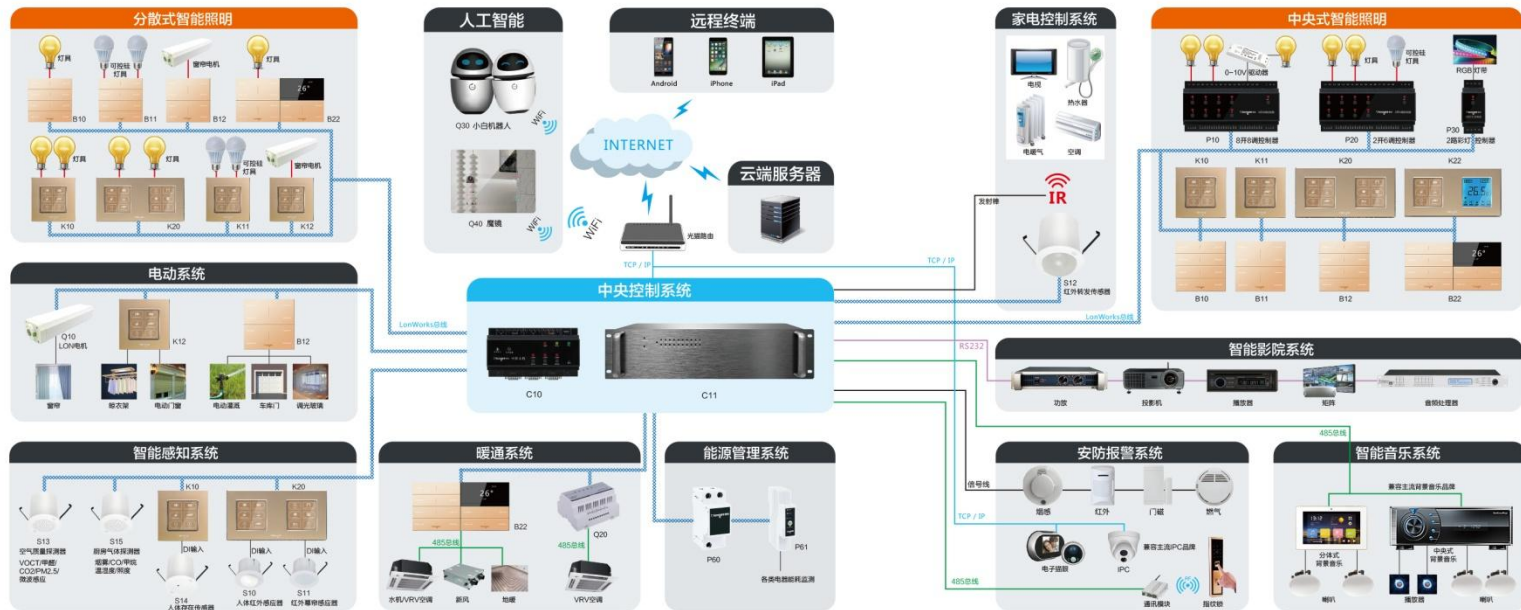 分散式智能照明
灯具
可控硅
灯具
窗帘电机
灯具
26°
B10
B11
B12
B22
灯具
灯具
可控硅
灯具
窗帘电机
K10
K20
K11
K12
人工智能
Q30 小白机器人
WiFi
Q40 魔镜
WiFi
远程终端
Android
iPhone
iPad
INTERNET
WiFi
光猫路由
云端服务器
TCP / IP
TCP / IP
家电控制系统
电视
热水器
电暖气
空调
发射棒
IR
S12
红外转发传感器
中央式智能照明
灯具
0~10V 驱动器
灯具
可控硅
灯具
RGB 灯带
P10
8开8调控制器
P20
2开6调控制器
P30
2路彩灯控制器
K10
K11
K20
K22
26.5
26°
B10
B11
B12
B22
电动系统
Q10
LON电机
K12
B12
窗帘
晾衣架
电动门窗
电动灌溉
车库门
调光玻璃
LonWorks总线
中央控制系统
C10
C11
LonWorks总线
RS232
智能影院系统
功放
投影机
播放器
矩阵
音频处理器
智能感知系统
K10
K20
S13
空气质量探测器
VOCT/甲醛/
CO2/PM2.5/
微波感应
S15
厨房气体探测器
烟雾/CO/甲烷
温湿度/照度
DI输入
DI输入
DI输入
S14
人体存在传感器
S10
人体红外感应器
S11
红外幕帘感应器
暖通系统
26°
B22
Q20
485总线
485总线
水机/VRV空调
新风
地暖
VRV空调
能源管理系统
P60
P61
各类电器能耗监测
485总线
安防报警系统
信号线
烟感
红外
门磁
燃气
TCP / IP
兼容主流IPC品牌
电子猫眼
IPC
485总线
通讯模块
指纹锁
智能音乐系统
兼容主流背景音乐品牌
分体式
背景音乐
中央式
背景音乐
喇叭
播放器
喇叭